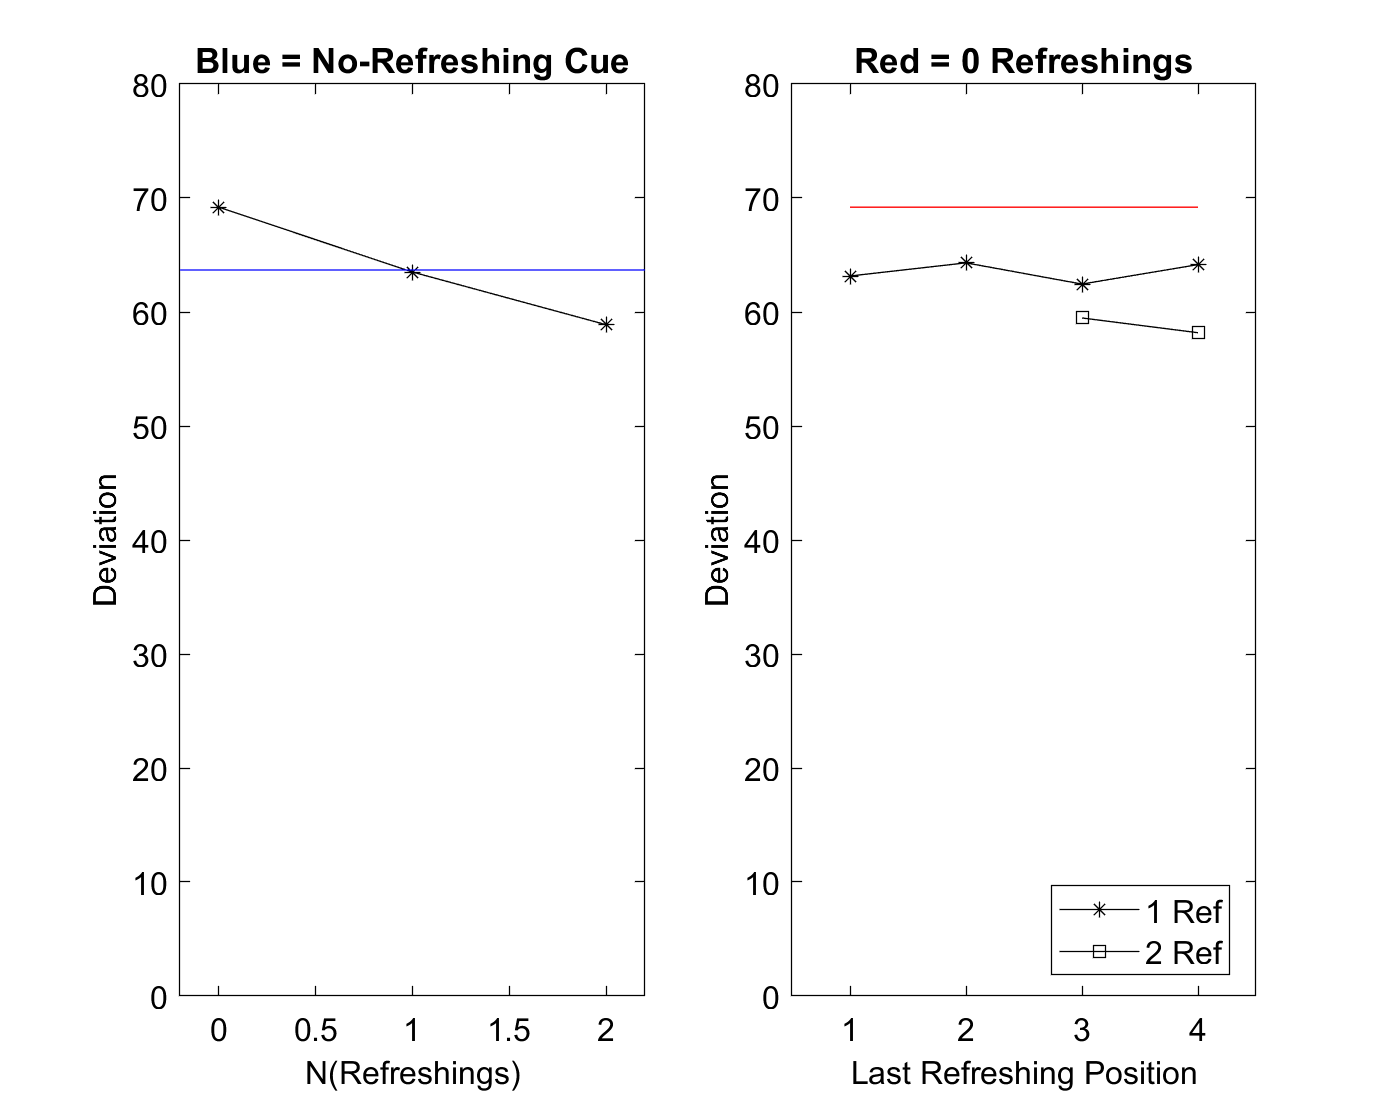 Blue = No-Refreshing Cue
80
70
60
50
40
30
20
10
0
Deviation
0 0.5 1 1.5 2
N(Refreshings)
Red = 0 Refreshings
80
70
60
50
40
30
20
10
0
Deviation
1 Ref
2 Ref
1 2 3 4
Last Refreshing Position